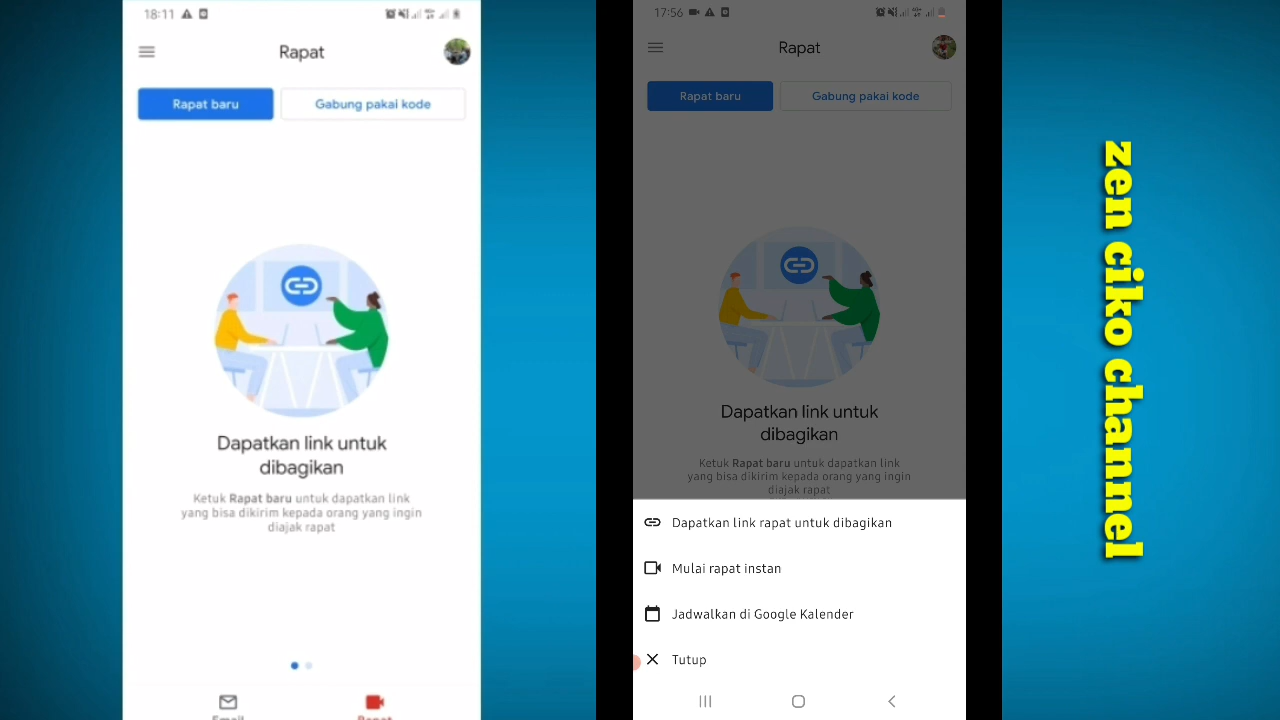 18:11
Rapat
Rapat baru
Gabung pakai kode
Dapatkan link untuk
dibagikan
Ketuk Rapat baru untuk dapatkan link
yang bisa dikirim kepada orang yang ingin
diajak rapat
Email
Rapat
17:56
Rapat
Rapat baru
Gabung pakai kode
Dapatkan link untuk
dibagikan
Ketuk Rapat baru untuk dapatkan link
yang bisa dikirim kepada orang yang ingin
diajak rapat
Dapatkan link rapat untuk dibagikan
Mulai rapat instan
Jadwalkan di Google Kalender
Tutup
zen ciko channel